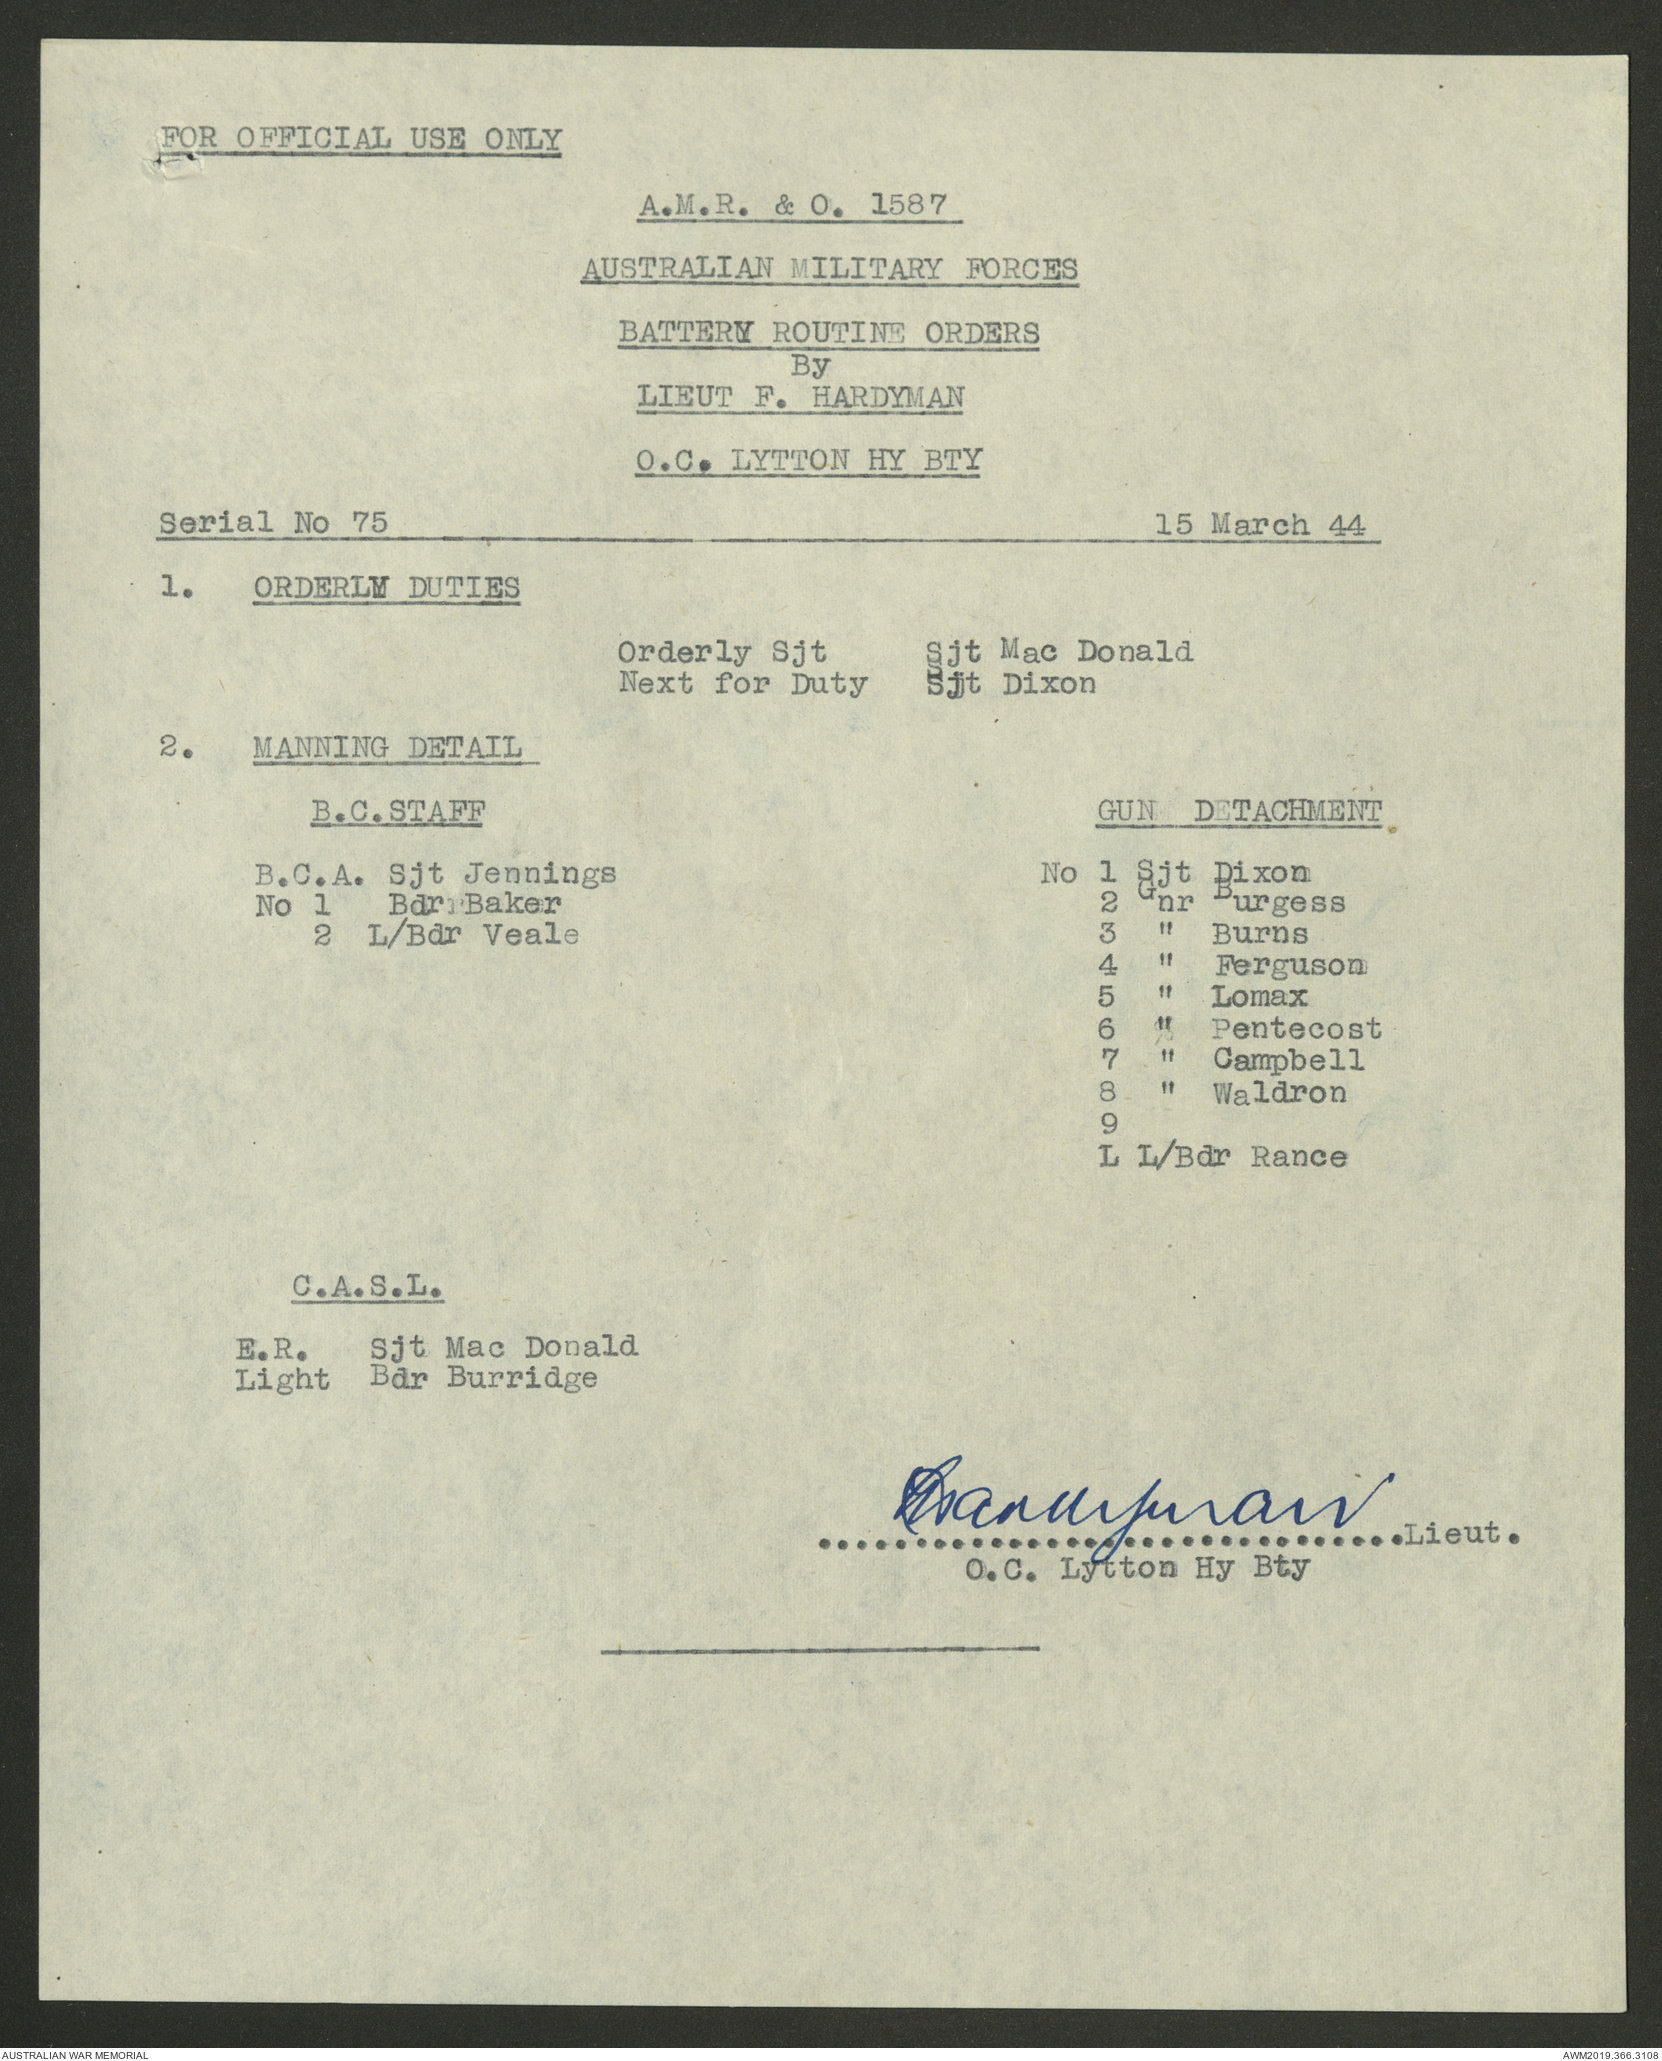 FOR OFFICIAL USE ONLY
A.M.R. & O. 1587
AUSTRALIAN MILITARY FORCES
BATTERY ROUTINE ORDERS
By
LIEUT F. HARDYMAN
O.C. LYTTON HY BTY
Serial No 75 15 March 44
1. ORDERLY DUTIES
Orderly Sjt Sjt Mac Donald
Next for Duty Sjt Dixon
2. MANNING DETAIL
B.C.STAFF
B.C.A. Sjt Jennings
No 1 Bdr Baker
2 L/Bdr Veale
GUN DETACHMENT
No 1 Sjt Dixon
2 Gnr Burgess
3 " Burns
4 " Ferguson
5 " Lomax
6 " Pentecost
7 " Campbell
8 " Waldron
9
L L/Bdr Rance
C.A.S.L.
E.R. Sjt Mac Donald
Light Bdr Burridge
FHardyman
..............................Lieut.
O.C. Lytton Hy Bty
AUSTRALIAN WAR MEMORIAL AWM2019.366.3108